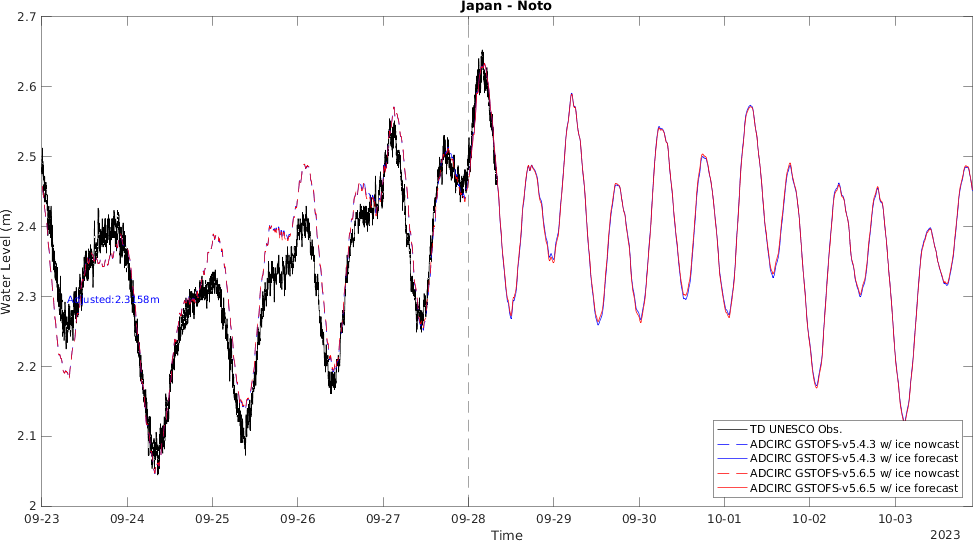 Japan - Noto
2.7
2.6
2.5
2.4
2.3
2.2
2.1
2
Water Level (m)
Adjusted:2.3158m
TD UNESCO Obs.
ADCIRC GSTOFS-v5.4.3 w/ ice nowcast
ADCIRC GSTOFS-v5.4.3 w/ ice forecast
ADCIRC GSTOFS-v5.6.5 w/ ice nowcast
ADCIRC GSTOFS-v5.6.5 w/ ice forecast
09-23 09-24 09-25 09-26 09-27 09-28 09-29 09-30 10-01 10-02 10-03
Time
2023